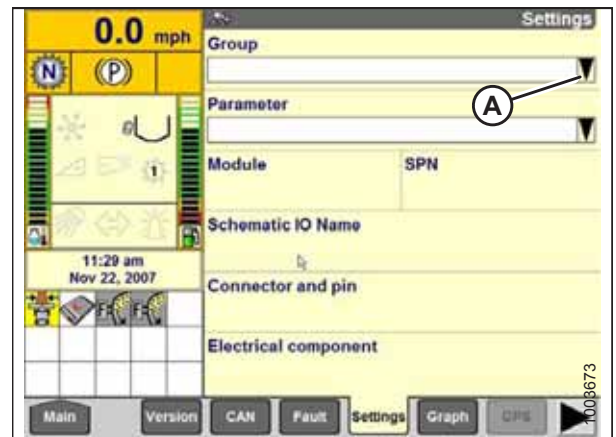 0.0 mph
Settings
Group
N
(P)
A
Parameter
1
Module
SPN
Schematic IO Name
11:29 am
Nov 22, 2007
Connector and pin
F
F
Electrical component
1003673
Main
Version
CAN
Fault
Settings
Graph
GPS